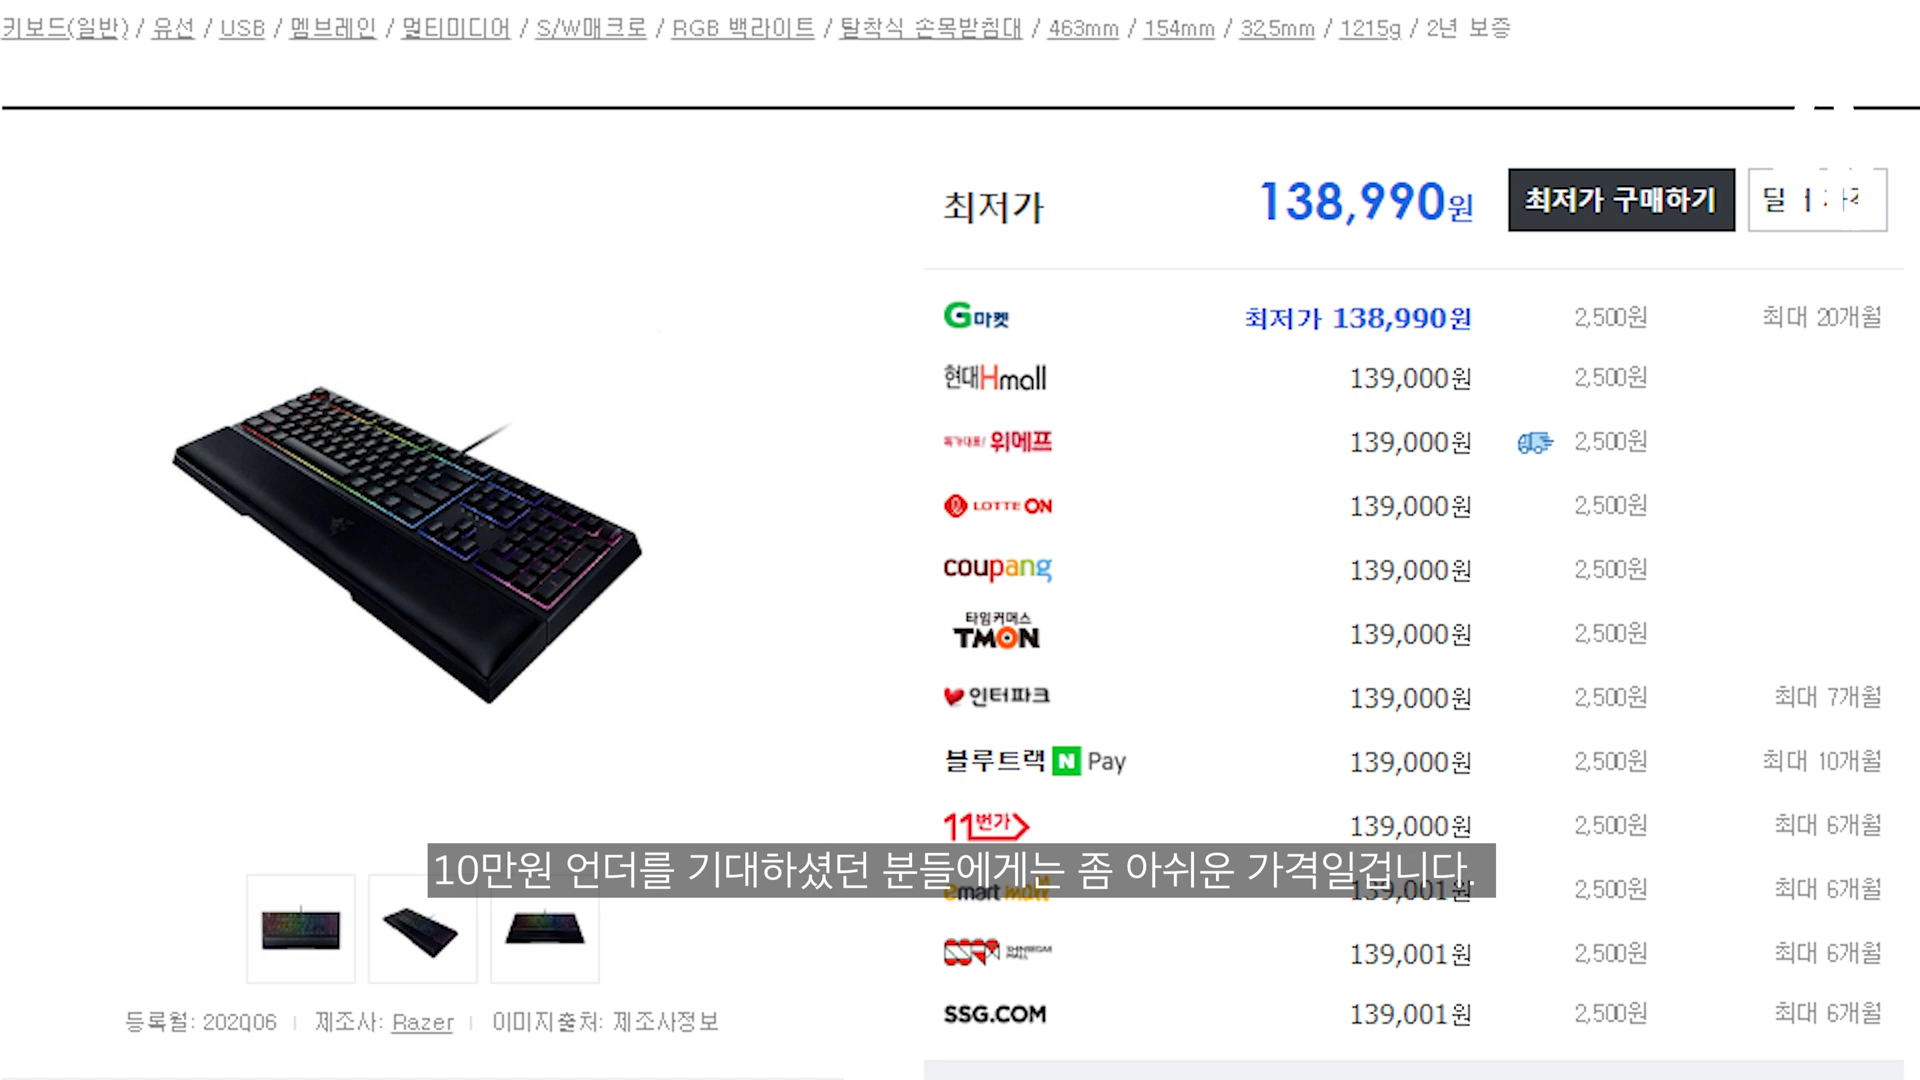 키보드(일반) / 유선 / USB / 멤브레인 / 멀티미디어 / S/W매크로 / RGB 백라이트 / 탈착식 손목받침대 / 463mm / 154mm / 32.5mm / 1215g / 2년 보증
최저가 138,990원 최저가 구매하기
G마켓 최저가 138,990원 2,500원 최대 20개월
현대Hmall 139,000원 2,500원
특가대표! 위메프 139,000원 2,500원
LOTTE ON 139,000원 2,500원
coupang 139,000원 2,500원
타임커머스
TMON 139,000원 2,500원
인터파크 139,000원 2,500원 최대 7개월
블루트랙 N Pay 139,000원 2,500원 최대 10개월
11번가 139,000원 2,500원 최대 6개월
10만원 언더를 기대하셨던 분들에게는 좀 아쉬운 가격일겁니다.
139,001원 2,500원 최대 6개월
139,001원 2,500원 최대 6개월
SSG.COM 139,001원 2,500원 최대 6개월
등록월: 202006 | 제조사: Razer | 이미지출처: 제조사정보